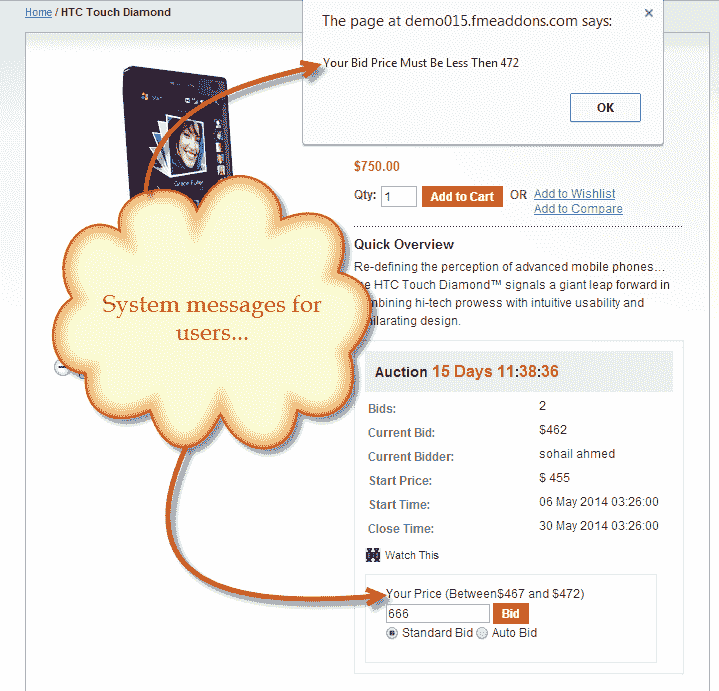 Home / HTC Touch Diamond
The page at demo015.fmeaddons.com says:
Your Bid Price Must Be Less Then 472
OK
$750.00
Qty: 1 Add to Cart OR Add to Wishlist
Add to Compare
Quick Overview
Re-defining the perception of advanced mobile phones…
HTC Touch Diamond™ signals a giant leap forward in
hi-tech prowess with intuitive usability and
design.
System messages for
users...
Auction 15 Days 11:38:36
Bids: 2
Current Bid: $462
Current Bidder: sohail ahmed
Start Price: $ 455
Start Time: 06 May 2014 03:26:00
Close Time: 30 May 2014 03:26:00
Watch This
Your Price (Between$467 and $472)
666 Bid
Standard Bid Auto Bid